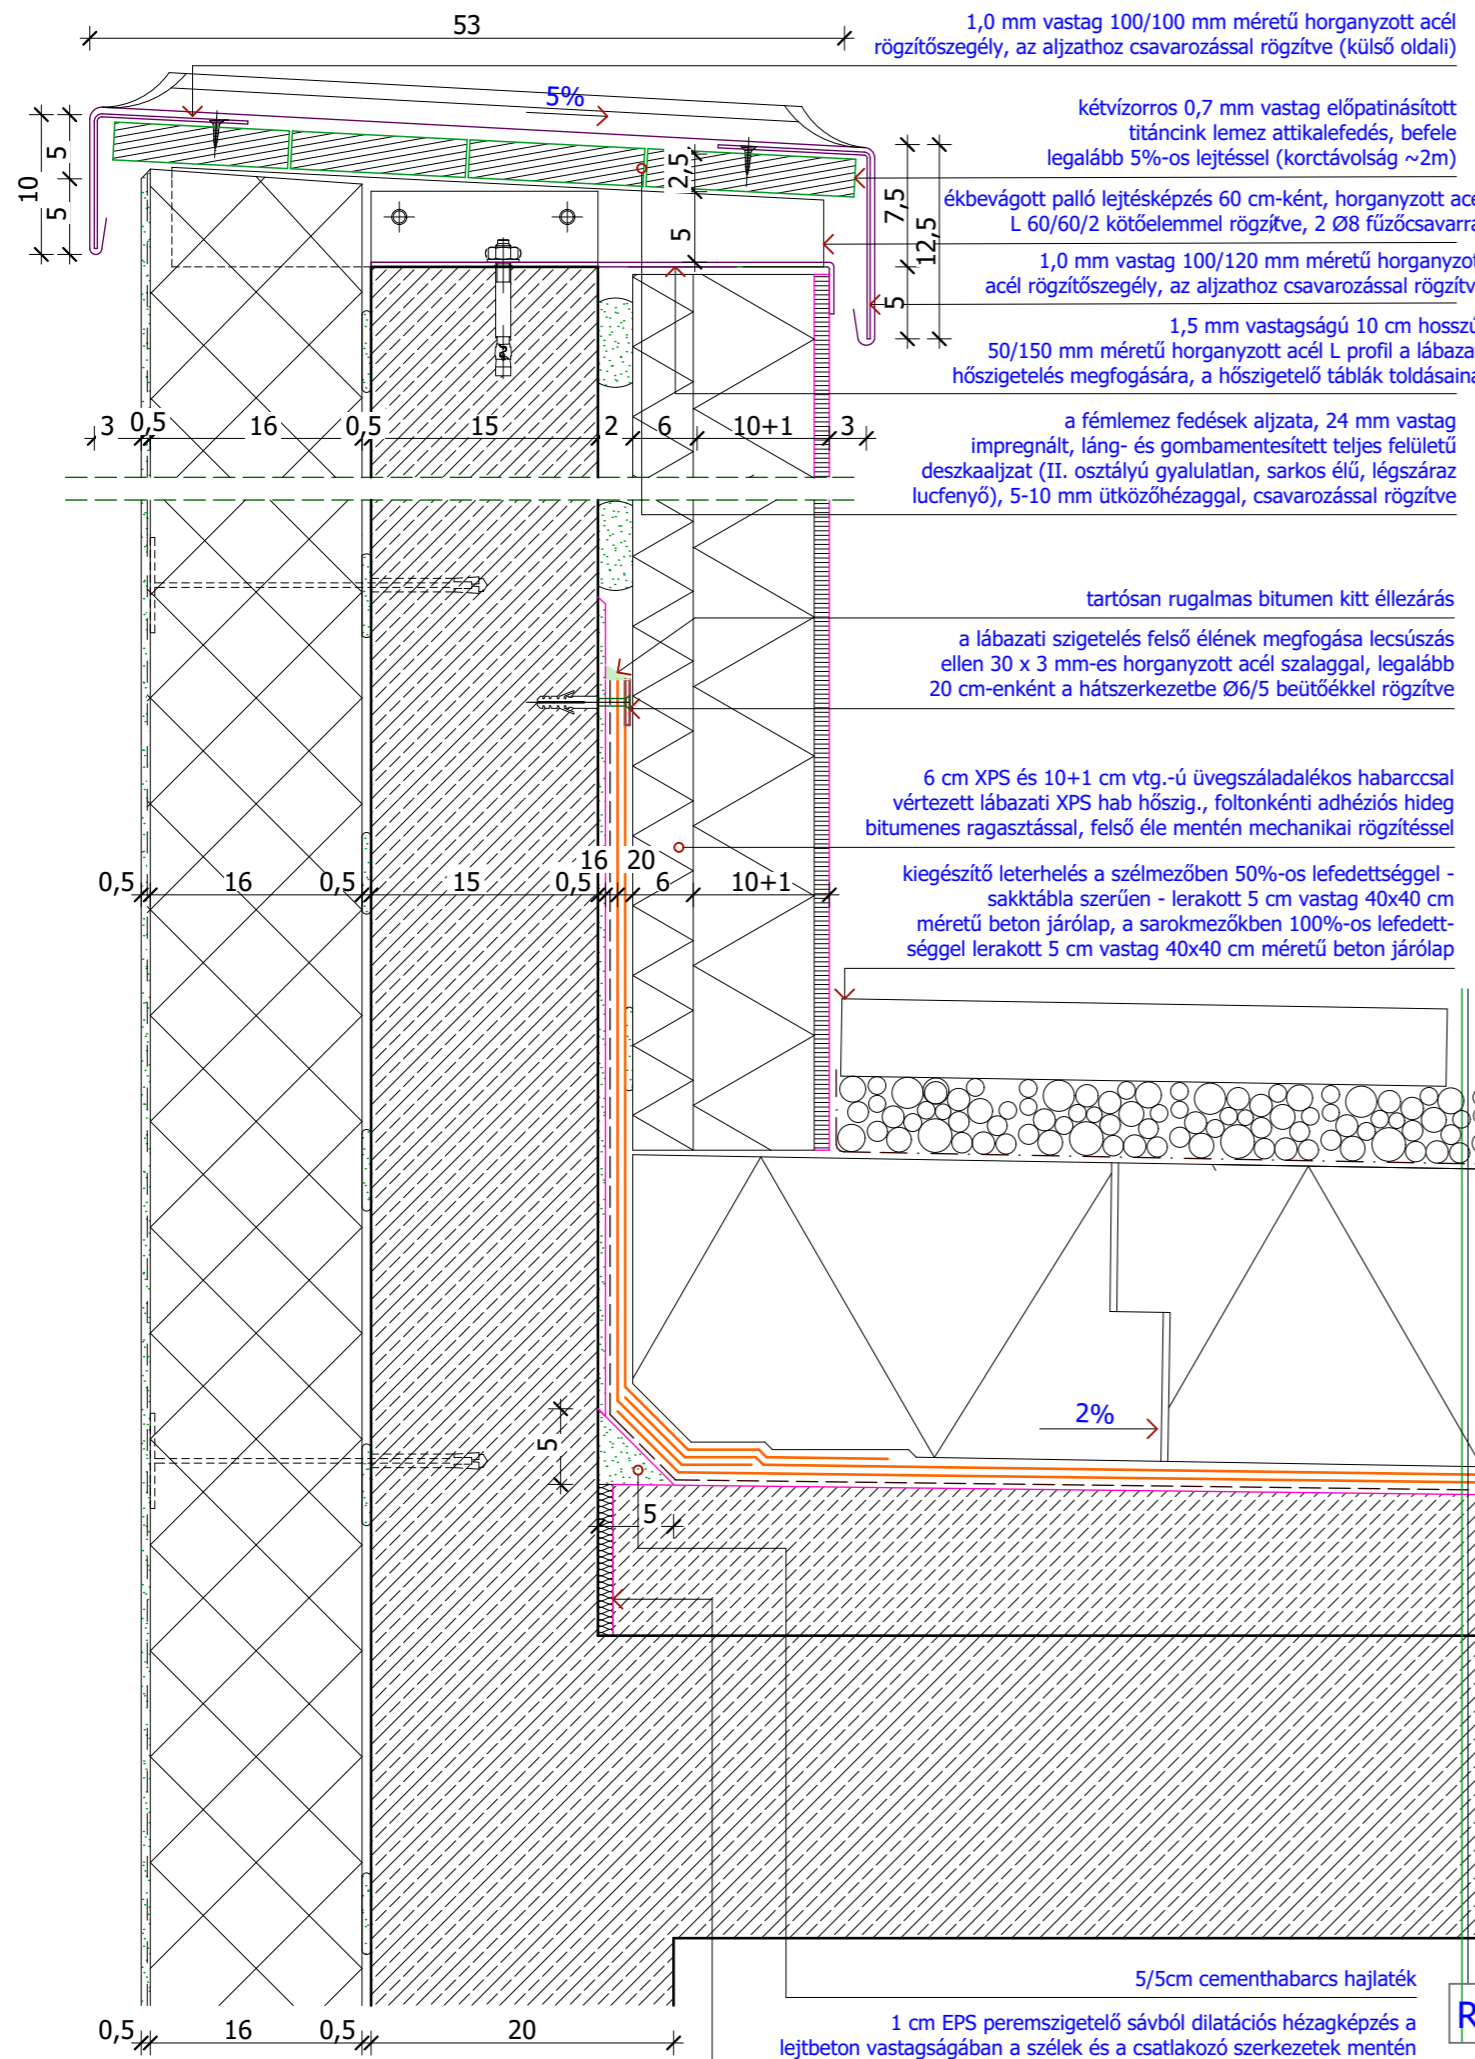 53
1,0 mm vastag 100/100 mm méretű horganyzott acél
rögzítőszegély, az aljzathoz csavarozással rögzítve (külső oldali)
5%
kétvízorros 0,7 mm vastag előpatinásított
titáncink lemez attikalefedés, befele
legalább 5%-os lejtéssel (korctávolság ~2m)
10
5
5
2,5
5
7,5
12,5
5
ékbevágott palló lejtésképzés 60 cm-ként, horganyzott acé
L 60/60/2 kötőelemmel rögzítve, 2 Ø8 fűzőcsavarra
1,0 mm vastag 100/120 mm méretű horganyzot
acél rögzítőszegély, az aljzathoz csavarozással rögzítv
1,5 mm vastagságú 10 cm hosszú
50/150 mm méretű horganyzott acél L profil a lábazat
hőszigetelés megfogására, a hőszigetelő táblák toldásaina
3 0,5 16 0,5 15 2 6 10+1 3
a fémlemez fedések aljzata, 24 mm vastag
impregnált, láng- és gombamentesített teljes felületű
deszkaaljzat (II. osztályú gyalulatlan, sarkos élű, légszáraz
lucfenyő), 5-10 mm ütközőhézaggal, csavarozással rögzítve
tartósan rugalmas bitumen kitt éllezárás
a lábazati szigetelés felső élének megfogása lecsúszás
ellen 30 x 3 mm-es horganyzott acél szalaggal, legalább
20 cm-enként a hátszerkezetbe Ø6/5 beütőékkel rögzítve
6 cm XPS és 10+1 cm vtg.-ú üvegszáladalékos habarccsal
vértezett lábazati XPS hab hőszig., foltonkénti adhéziós hideg
bitumenes ragasztással, felső éle mentén mechanikai rögzítéssel
16 20
0,5 16 0,5 15 0,5 6 10+1
kiegészítő leterhelés a szélmezőben 50%-os lefedettséggel -
sakktábla szerűen - lerakott 5 cm vastag 40x40 cm
méretű beton járólap, a sarokmezőkben 100%-os lefedett-
séggel lerakott 5 cm vastag 40x40 cm méretű beton járólap
2%
5
5
5/5cm cementhabarcs hajlaték
R
1 cm EPS peremszigetelő sávból dilatációs hézagképzés a
lejtbeton vastagságában a szélek és a csatlakozó szerkezetek mentén
0,5 16 0,5 20